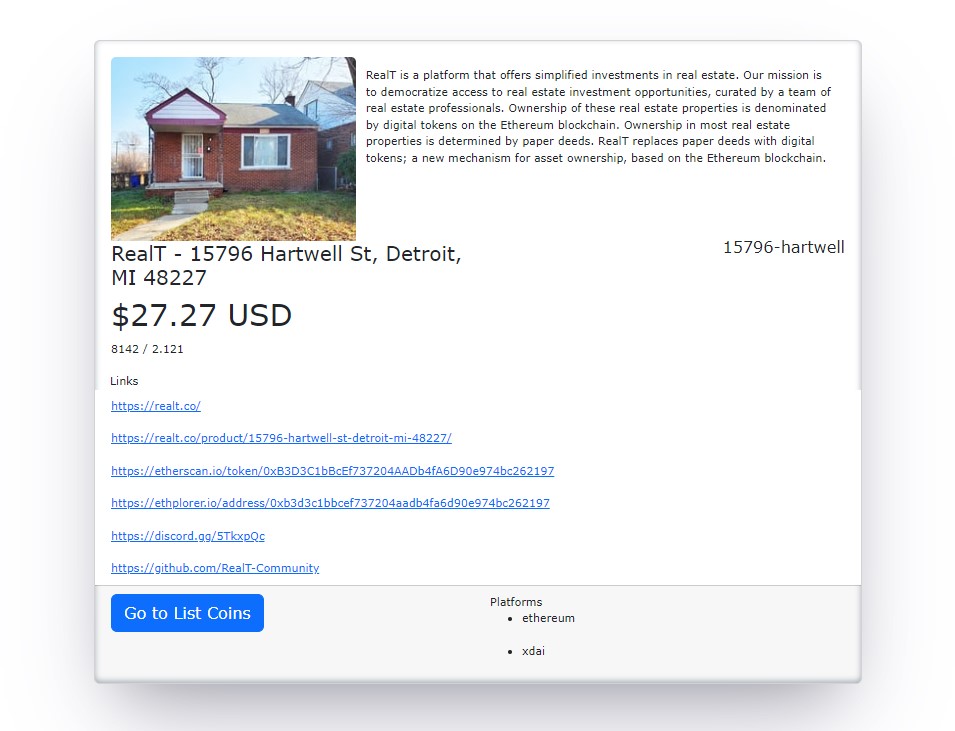 RealT is a platform that offers simplified investments in real estate. Our mission is
to democratize access to real estate investment opportunities, curated by a team of
real estate professionals. Ownership of these real estate properties is denominated
by digital tokens on the Ethereum blockchain. Ownership in most real estate
properties is determined by paper deeds. RealT replaces paper deeds with digital
tokens; a new mechanism for asset ownership, based on the Ethereum blockchain.
RealT - 15796 Hartwell St, Detroit,
MI 48227
15796-hartwell
$27.27 USD
8142 / 2.121
Links
https://realt.co/
https://realt.co/product/15796-hartwell-st-detroit-mi-48227/
https://etherscan.io/token/0xB3D3C1bBcEf737204AADb4fA6D90e974bc262197
https://ethplorer.io/address/0xb3d3c1bbcef737204aadb4fa6d90e974bc262197
https://discord.gg/5TkxpQc
https://github.com/RealT-Community
Go to List Coins
Platforms
ethereum
xdai